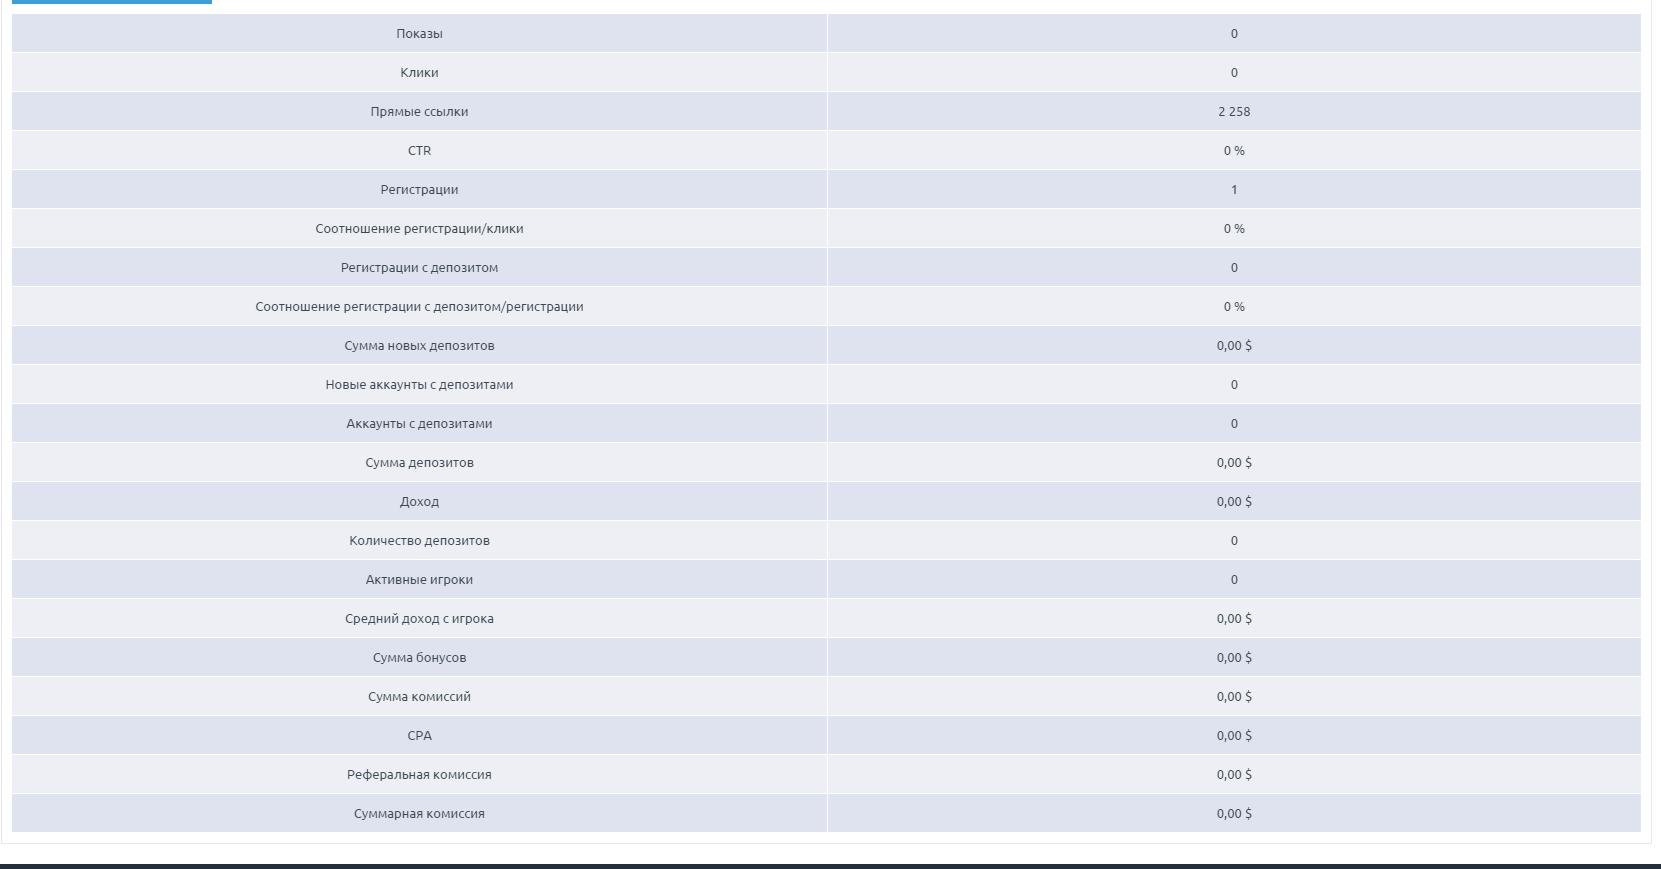 Показы 0
Клики 0
Прямые ссылки 2 258
CTR 0 %
Регистрации 1
Соотношение регистрации/клики 0 %
Регистрации с депозитом 0
Соотношение регистрации с депозитом/регистрации 0 %
Сумма новых депозитов 0,00 $
Новые аккаунты с депозитами 0
Аккаунты с депозитами 0
Сумма депозитов 0,00 $
Доход 0,00 $
Количество депозитов 0
Активные игроки 0
Средний доход с игрока 0,00 $
Сумма бонусов 0,00 $
Сумма комиссий 0,00 $
CPA 0,00 $
Реферальная комиссия 0,00 $
Суммарная комиссия 0,00 $